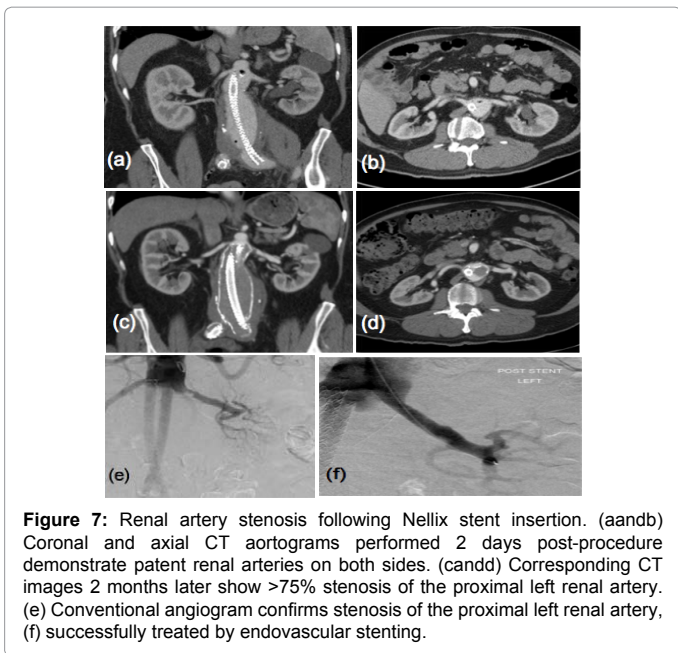 (a)
(b)
(c)
(d)
(e)
POST STENT
LEFT
(f)
Figure 7: Renal artery stenosis following Nellix stent insertion. (aandb)
Coronal and axial CT aortograms performed 2 days post-procedure
demonstrate patent renal arteries on both sides. (candd) Corresponding CT
images 2 months later show >75% stenosis of the proximal left renal artery.
(e) Conventional angiogram confirms stenosis of the proximal left renal artery,
(f) successfully treated by endovascular stenting.